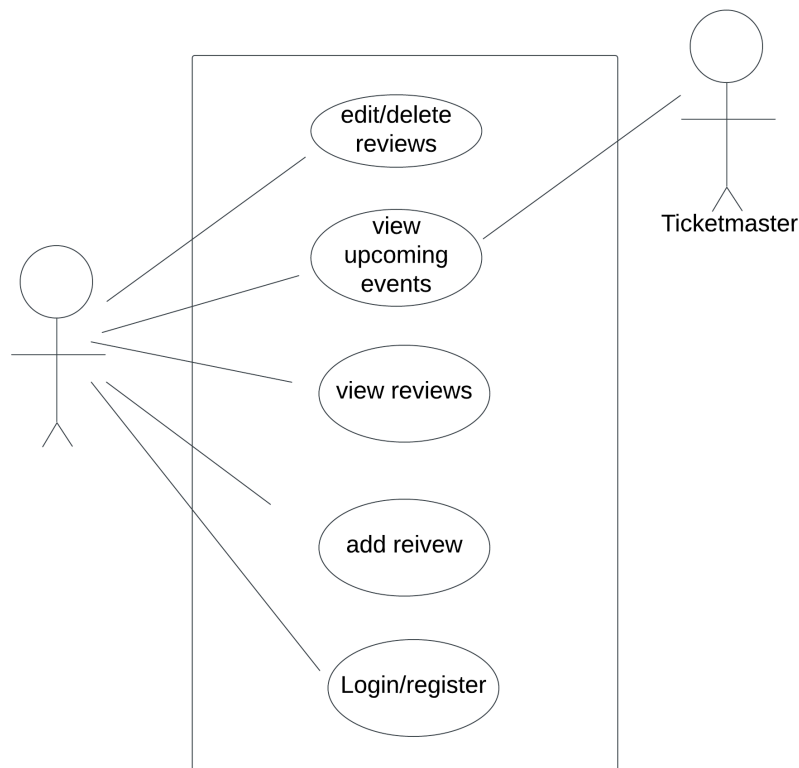 edit/delete
reviews
view
upcoming
events
Ticketmaster
view reviews
add reivew
Login/register